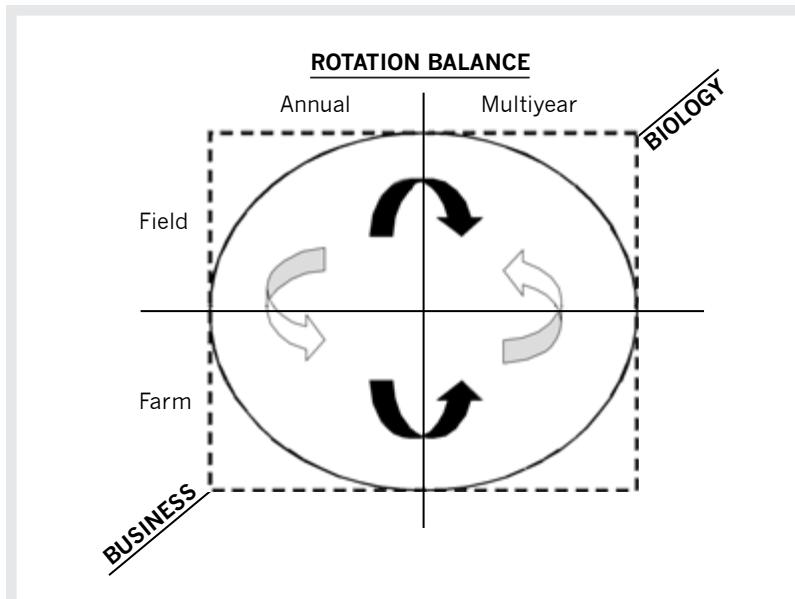 ROTATION BALANCE
Annual
Multiyear
BIOLOGY
Field
Farm
BUSINESS